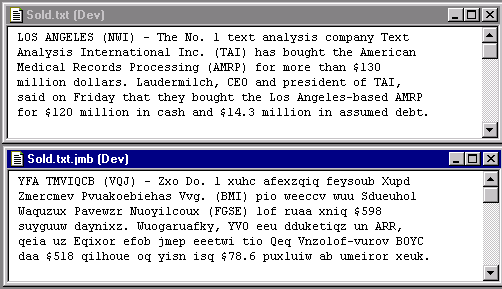 Sold.txt (Dev)
LOS ANGELES (NWI) - The No. 1 text analysis company Text
Analysis International Inc. (TAI) has bought the American
Medical Records Processing (AMRP) for more than $130
million dollars. Laudermilch, CEO and president of TAI,
said on Friday that they bought the Los Angeles-based AMRP
for $120 million in cash and $14.3 million in assumed debt.
Sold.txt.jmb (Dev)
YFA TMVIQCB (VQJ) - Zxo Do. l xuhc afexzqiq feysoub Xupd
Zmercmev Pvuakoebiehas Vvg. (BMI) pio weeccv wuu Sdueuhol
Waquzux Pavewzr Nuoyilcoux (FGSE) lof ruaa xniq $598
suyguuw daynixz. Wuogaruafky, YVO eeu dduketiqz un ARR,
qeia uz Eqixor efob jmep eeetwi tio Qeq Vnzolof-vurov BOYC
daa $518 qilhoue oq yisn isq $78.6 puxluiw ab umeiror xeuk.